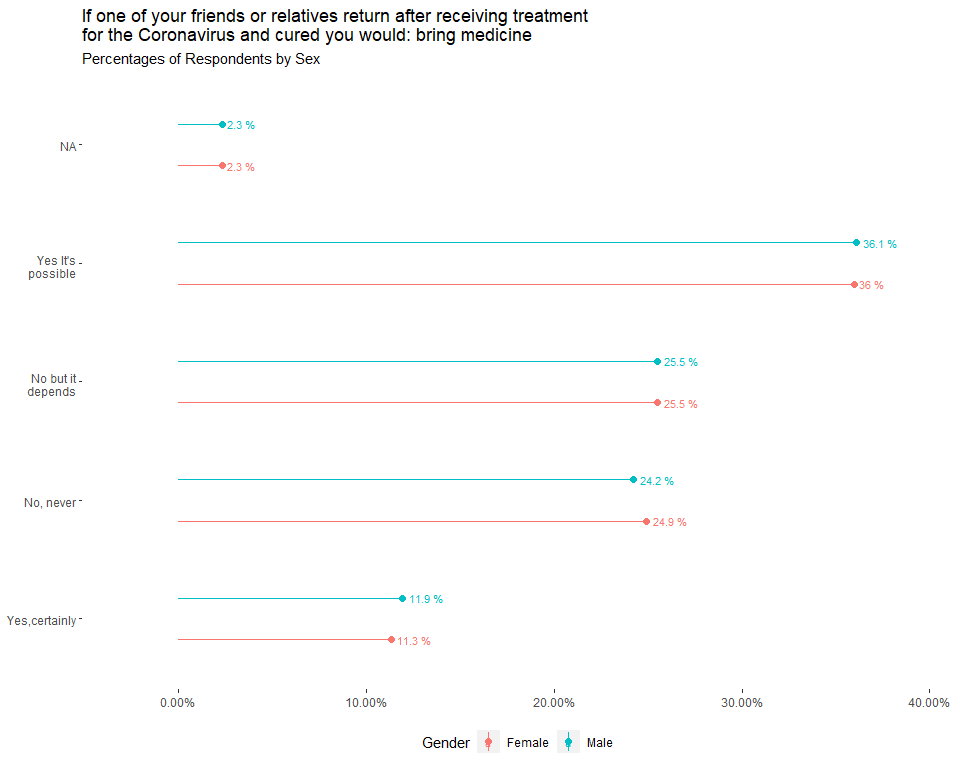 If one of your friends or relatives return after receiving treatment
for the Coronavirus and cured you would: bring medicine
Percentages of Respondents by Sex
NA
2.3 %
2.3 %
Yes It's
possible
36.1 %
36 %
No but it
depends
25.5 %
25.5 %
No, never
24.2 %
24.9 %
Yes,certainly
11.9 %
11.3 %
0.00% 10.00% 20.00% 30.00% 40.00%
Gender Female Male